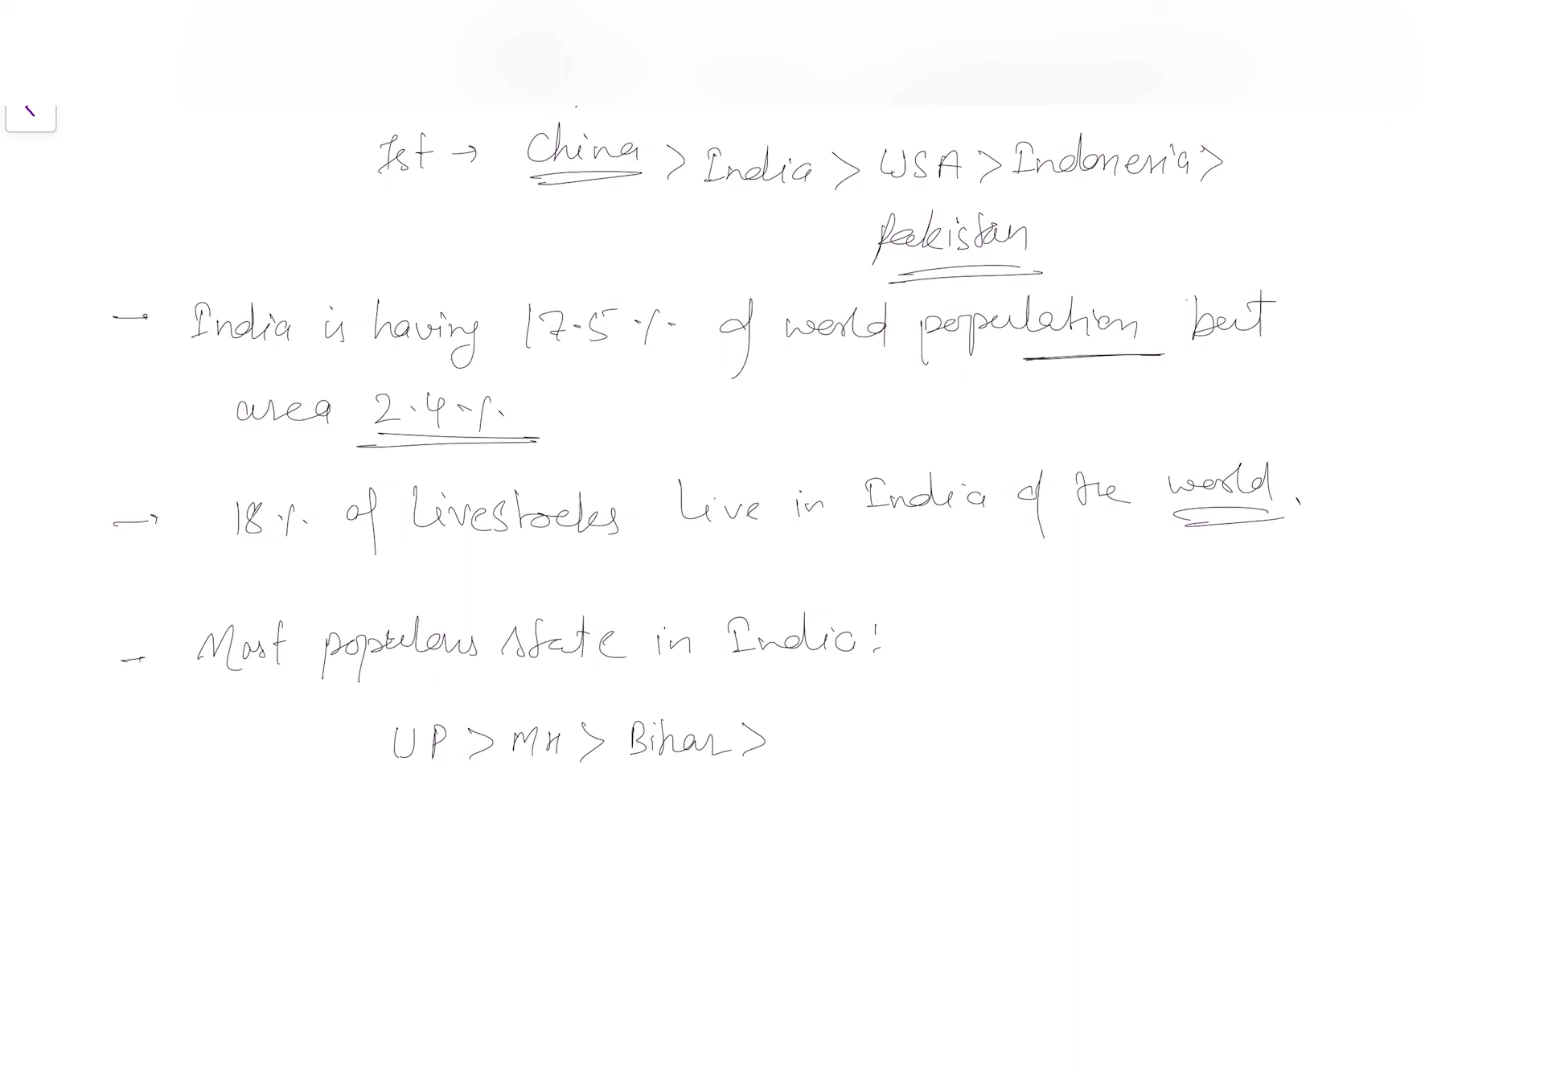 Ist → China > India > USA > Indonesia >
Pakistan
- India is having 17.5 % of world population but
area 2.4 %
→ 18 % of Livestocks Live in India of the world.
- Most populous state in India:
UP > MH > Bihar >